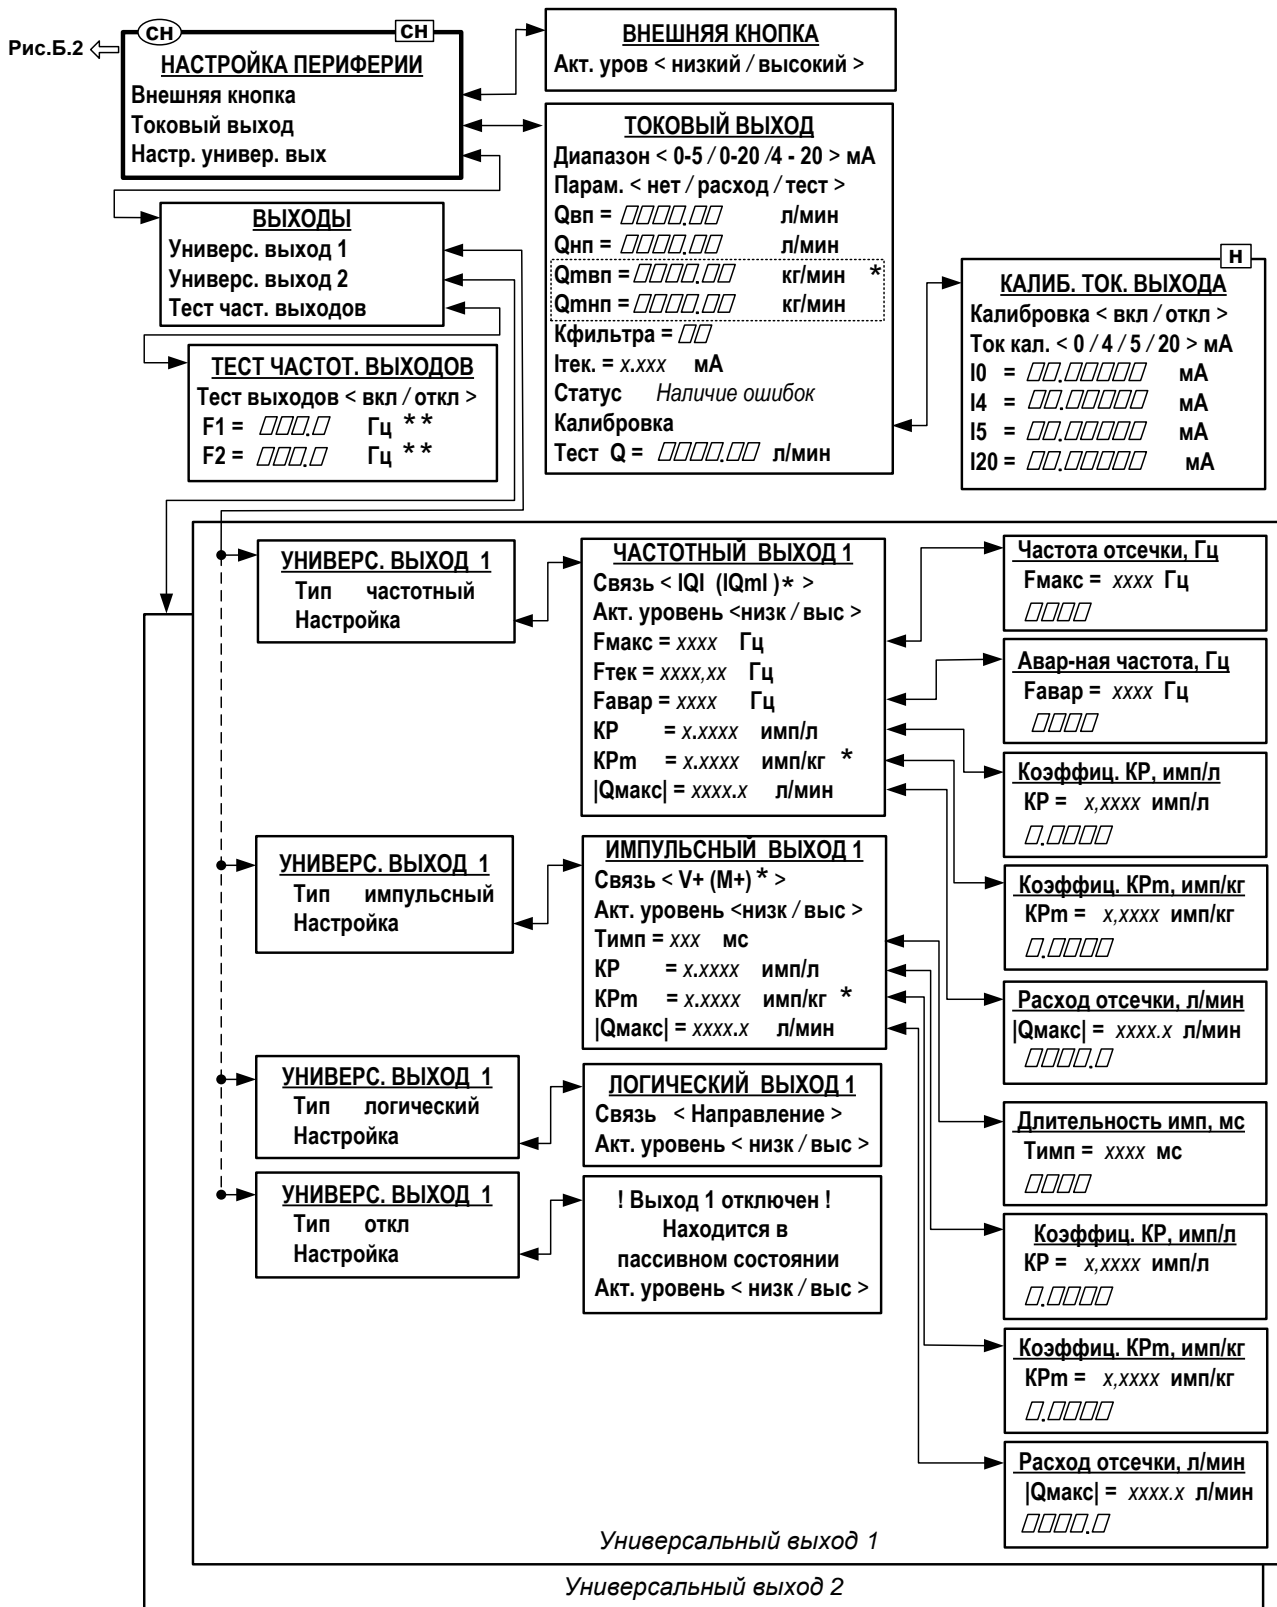 Рис.Б.2
СН
СН
НАСТРОЙКА ПЕРИФЕРИИ
Внешняя кнопка
Токовый выход
Настр. универ. вых
ВНЕШНЯЯ КНОПКА
Акт. уров < низкий / высокий >
ТОКОВЫЙ ВЫХОД
Диапазон < 0-5 / 0-20 /4 - 20 > мА
Парам. < нет / расход / тест >
Qвп = ▯▯▯▯.▯▯ л/мин
Qнп = ▯▯▯▯.▯▯ л/мин
Qmвп = ▯▯▯▯.▯▯ кг/мин *
Qmнп = ▯▯▯▯.▯▯ кг/мин
Кфильтра = ▯▯
Iтек. = x.xxx мА
Статус Наличие ошибок
Калибровка
Тест Q = ▯▯▯▯.▯▯ л/мин
Н
КАЛИБ. ТОК. ВЫХОДА
Калибровка < вкл / откл >
Ток кал. < 0 / 4 / 5 / 20 > мА
I0 = ▯▯.▯▯▯▯▯ мА
I4 = ▯▯.▯▯▯▯▯ мА
I5 = ▯▯.▯▯▯▯▯ мА
I20 = ▯▯.▯▯▯▯▯ мА
ВЫХОДЫ
Универс. выход 1
Универс. выход 2
Тест част. выходов
ТЕСТ ЧАСТОТ. ВЫХОДОВ
Тест выходов < вкл / откл >
F1 = ▯▯▯.▯ Гц * *
F2 = ▯▯▯.▯ Гц * *
УНИВЕРС. ВЫХОД 1
Тип частотный
Настройка
ЧАСТОТНЫЙ ВЫХОД 1
Связь < IQI (IQmI )* >
Акт. уровень <низк / выс >
Fмакс = xxxx Гц
Fтек = xxxx,xx Гц
Fавар = xxxx Гц
КР = x.xxxx имп/л
КРm = x.xxxx имп/кг *
|Qмакс| = xxxx.x л/мин
УНИВЕРС. ВЫХОД 1
Тип импульсный
Настройка
ИМПУЛЬСНЫЙ ВЫХОД 1
Связь < V+ (M+) * >
Акт. уровень <низк / выс >
Тимп = xxx мс
КР = x.xxxx имп/л
КРm = x.xxxx имп/кг *
|Qмакс| = xxxx.x л/мин
УНИВЕРС. ВЫХОД 1
Тип логический
Настройка
ЛОГИЧЕСКИЙ ВЫХОД 1
Связь < Направление >
Акт. уровень < низк / выс >
УНИВЕРС. ВЫХОД 1
Тип откл
Настройка
! Выход 1 отключен !
Находится в
пассивном состоянии
Акт. уровень < низк / выс >
Частота отсечки, Гц
Fмакс = xxxx Гц
▯▯▯▯
Авар-ная частота, Гц
Fавар = xxxx Гц
▯▯▯▯
Коэффиц. КР, имп/л
КР = x,xxxx имп/л
▯.▯▯▯▯
Коэффиц. КРm, имп/кг
КРm = x,xxxx имп/кг
▯.▯▯▯▯
Расход отсечки, л/мин
|Qмакс| = xxxx.x л/мин
▯▯▯▯.▯
Длительность имп, мс
Тимп = xxxx мс
▯▯▯▯
Коэффиц. КР, имп/л
КР = x,xxxx имп/л
▯.▯▯▯▯
Коэффиц. КРm, имп/кг
КРm = x,xxxx имп/кг
▯.▯▯▯▯
Расход отсечки, л/мин
|Qмакс| = xxxx.x л/мин
▯▯▯▯.▯
Универсальный выход 1
Универсальный выход 2